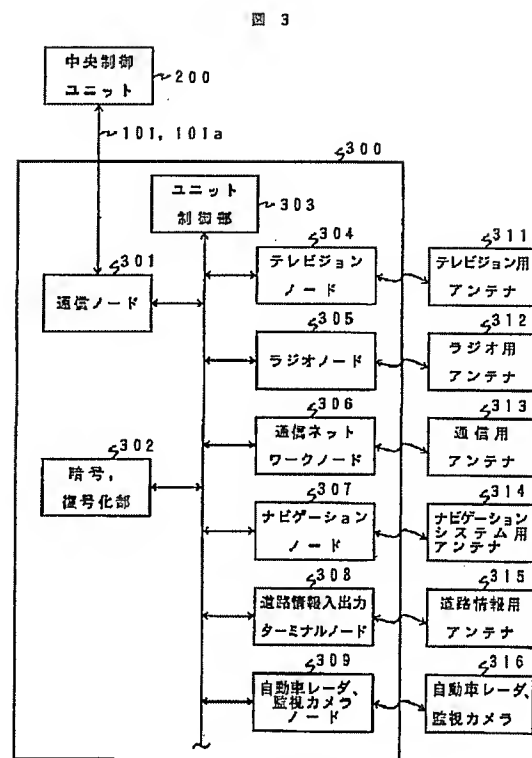 図 3
中央制御
ユニット
200
101, 101a
300
ユニット
制御部
303
304
テレビジョン
ノード
311
テレビジョン用
アンテナ
301
通信ノード
305
ラジオノード
312
ラジオ用
アンテナ
306
通信ネット
ワークノード
313
通信用
アンテナ
302
暗号,
復号化部
307
ナビゲーション
ノード
314
ナビゲーション
システム用
アンテナ
308
道路情報入出力
ターミナルノード
315
道路情報用
アンテナ
309
自動車レーダ、
監視カメラ
ノード
316
自動車レーダ、
監視カメラ